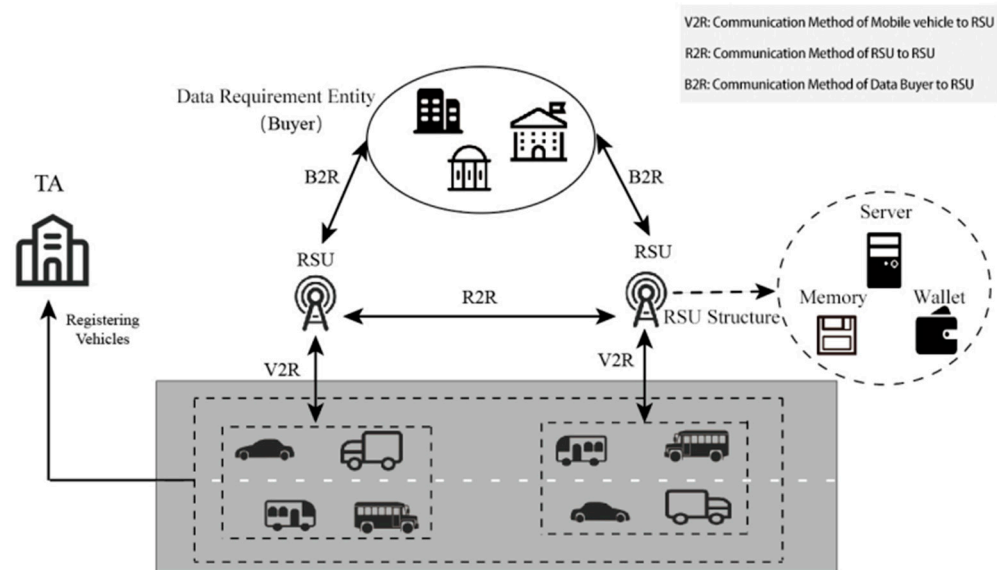 V2R: Communication Method of Mobile vehicle to RSU
R2R: Communication Method of RSU to RSU
B2R: Communication Method of Data Buyer to RSU
Data Requirement Entity
(Buyer)
B2R
B2R
TA
Server
RSU
RSU
Memory
Wallet
R2R
RSU Structure
Registering
Vehicles
V2R
V2R